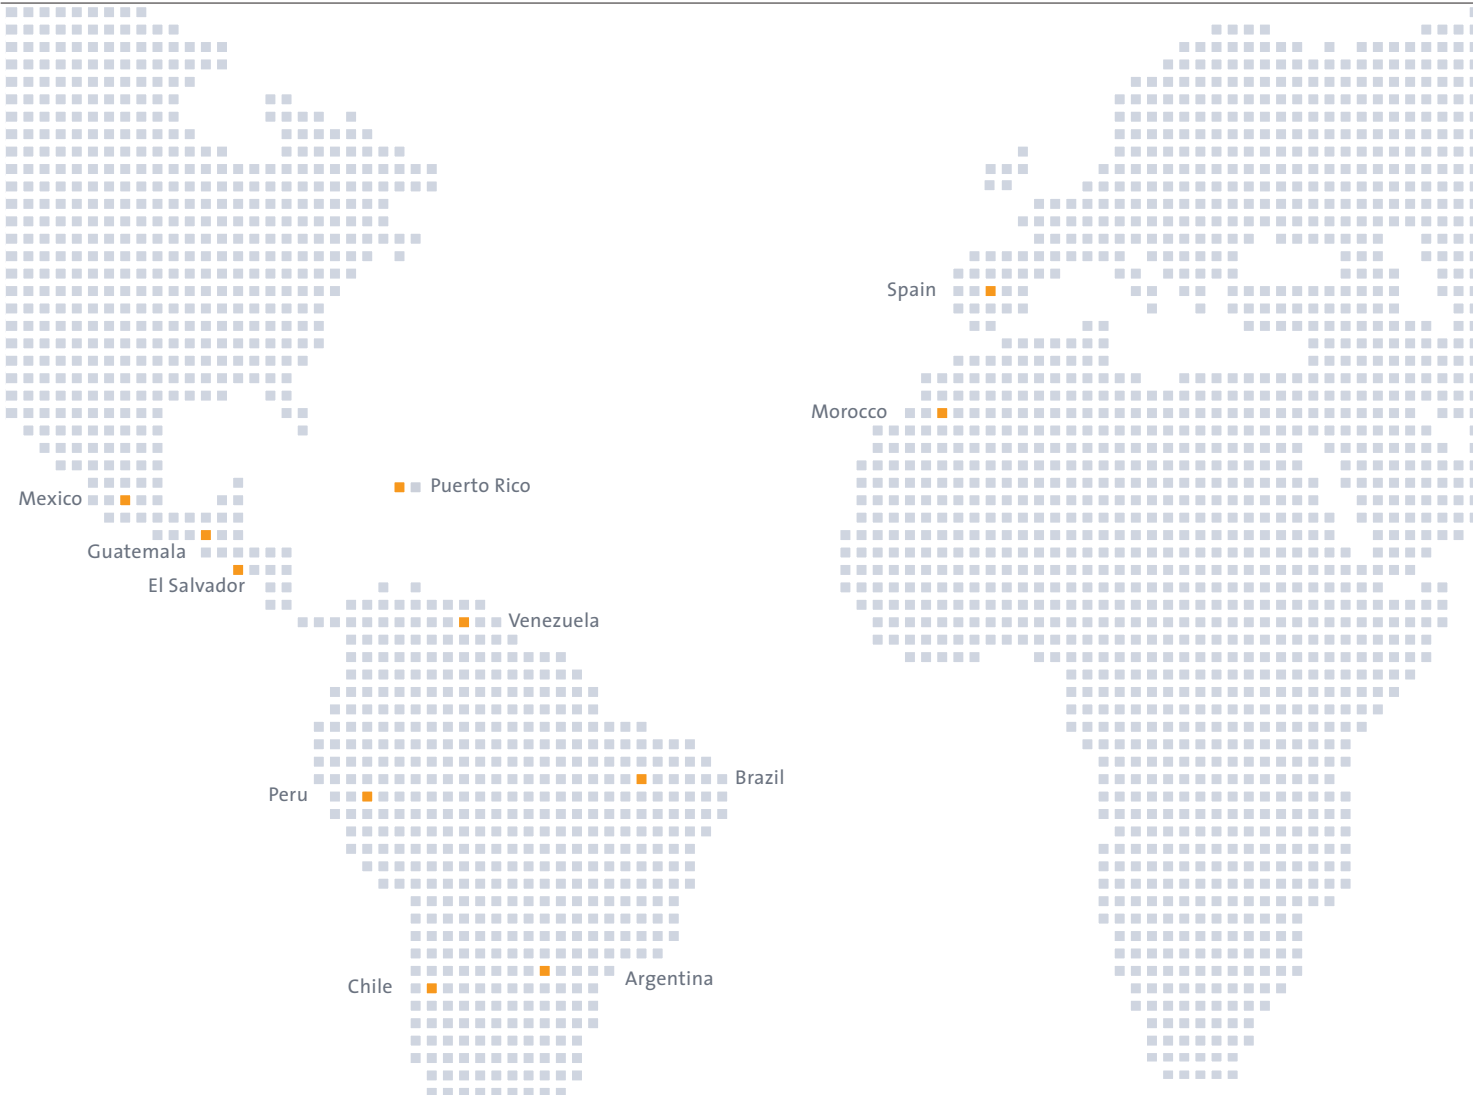 Spain
Morocco
Puerto Rico
Mexico
Guatemala
El Salvador
Venezuela
Brazil
Peru
Argentina
Chile